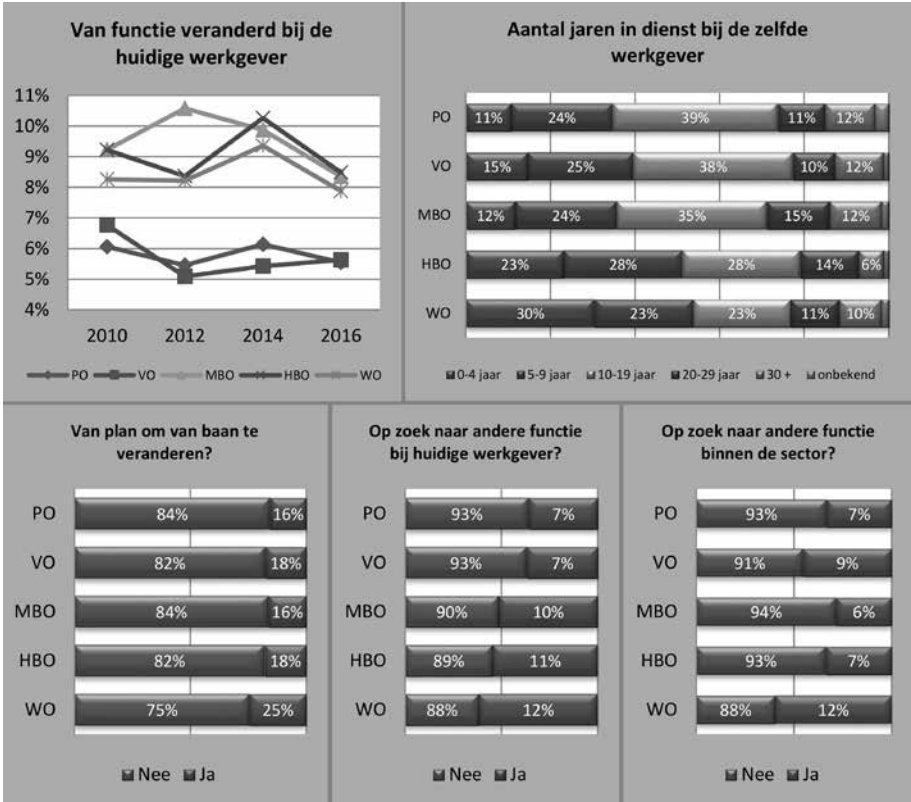 Van functie veranderd bij de
huidige werkgever
11%
10%
9%
8%
7%
6%
5%
4%
2010 2012 2014 2016
PO VO MBO HBO WO
Aantal jaren in dienst bij de zelfde
werkgever
PO 11% 24% 39% 11% 12%
VO 15% 25% 38% 10% 12%
MBO 12% 24% 35% 15% 12%
HBO 23% 28% 28% 14% 6%
WO 30% 23% 23% 11% 10%
0-4 jaar 5-9 jaar 10-19 jaar 20-29 jaar 30 + onbekend
Van plan om van baan te
veranderen?
PO 84% 16%
VO 82% 18%
MBO 84% 16%
HBO 82% 18%
WO 75% 25%
Nee Ja
Op zoek naar andere functie
bij huidige werkgever?
PO 93% 7%
VO 93% 7%
MBO 90% 10%
HBO 89% 11%
WO 88% 12%
Nee Ja
Op zoek naar andere functie
binnen de sector?
PO 93% 7%
VO 91% 9%
MBO 94% 6%
HBO 93% 7%
WO 88% 12%
Nee Ja